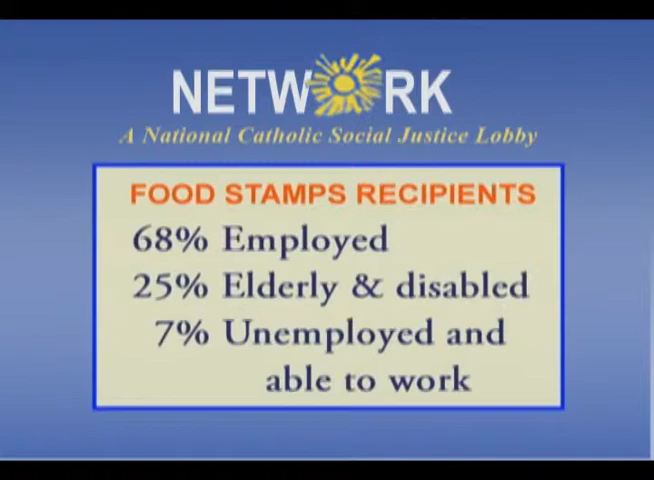 NETWORK
A National Catholic Social Justice Lobby
FOOD STAMPS RECIPIENTS
68% Employed
25% Elderly & disabled
7% Unemployed and
able to work